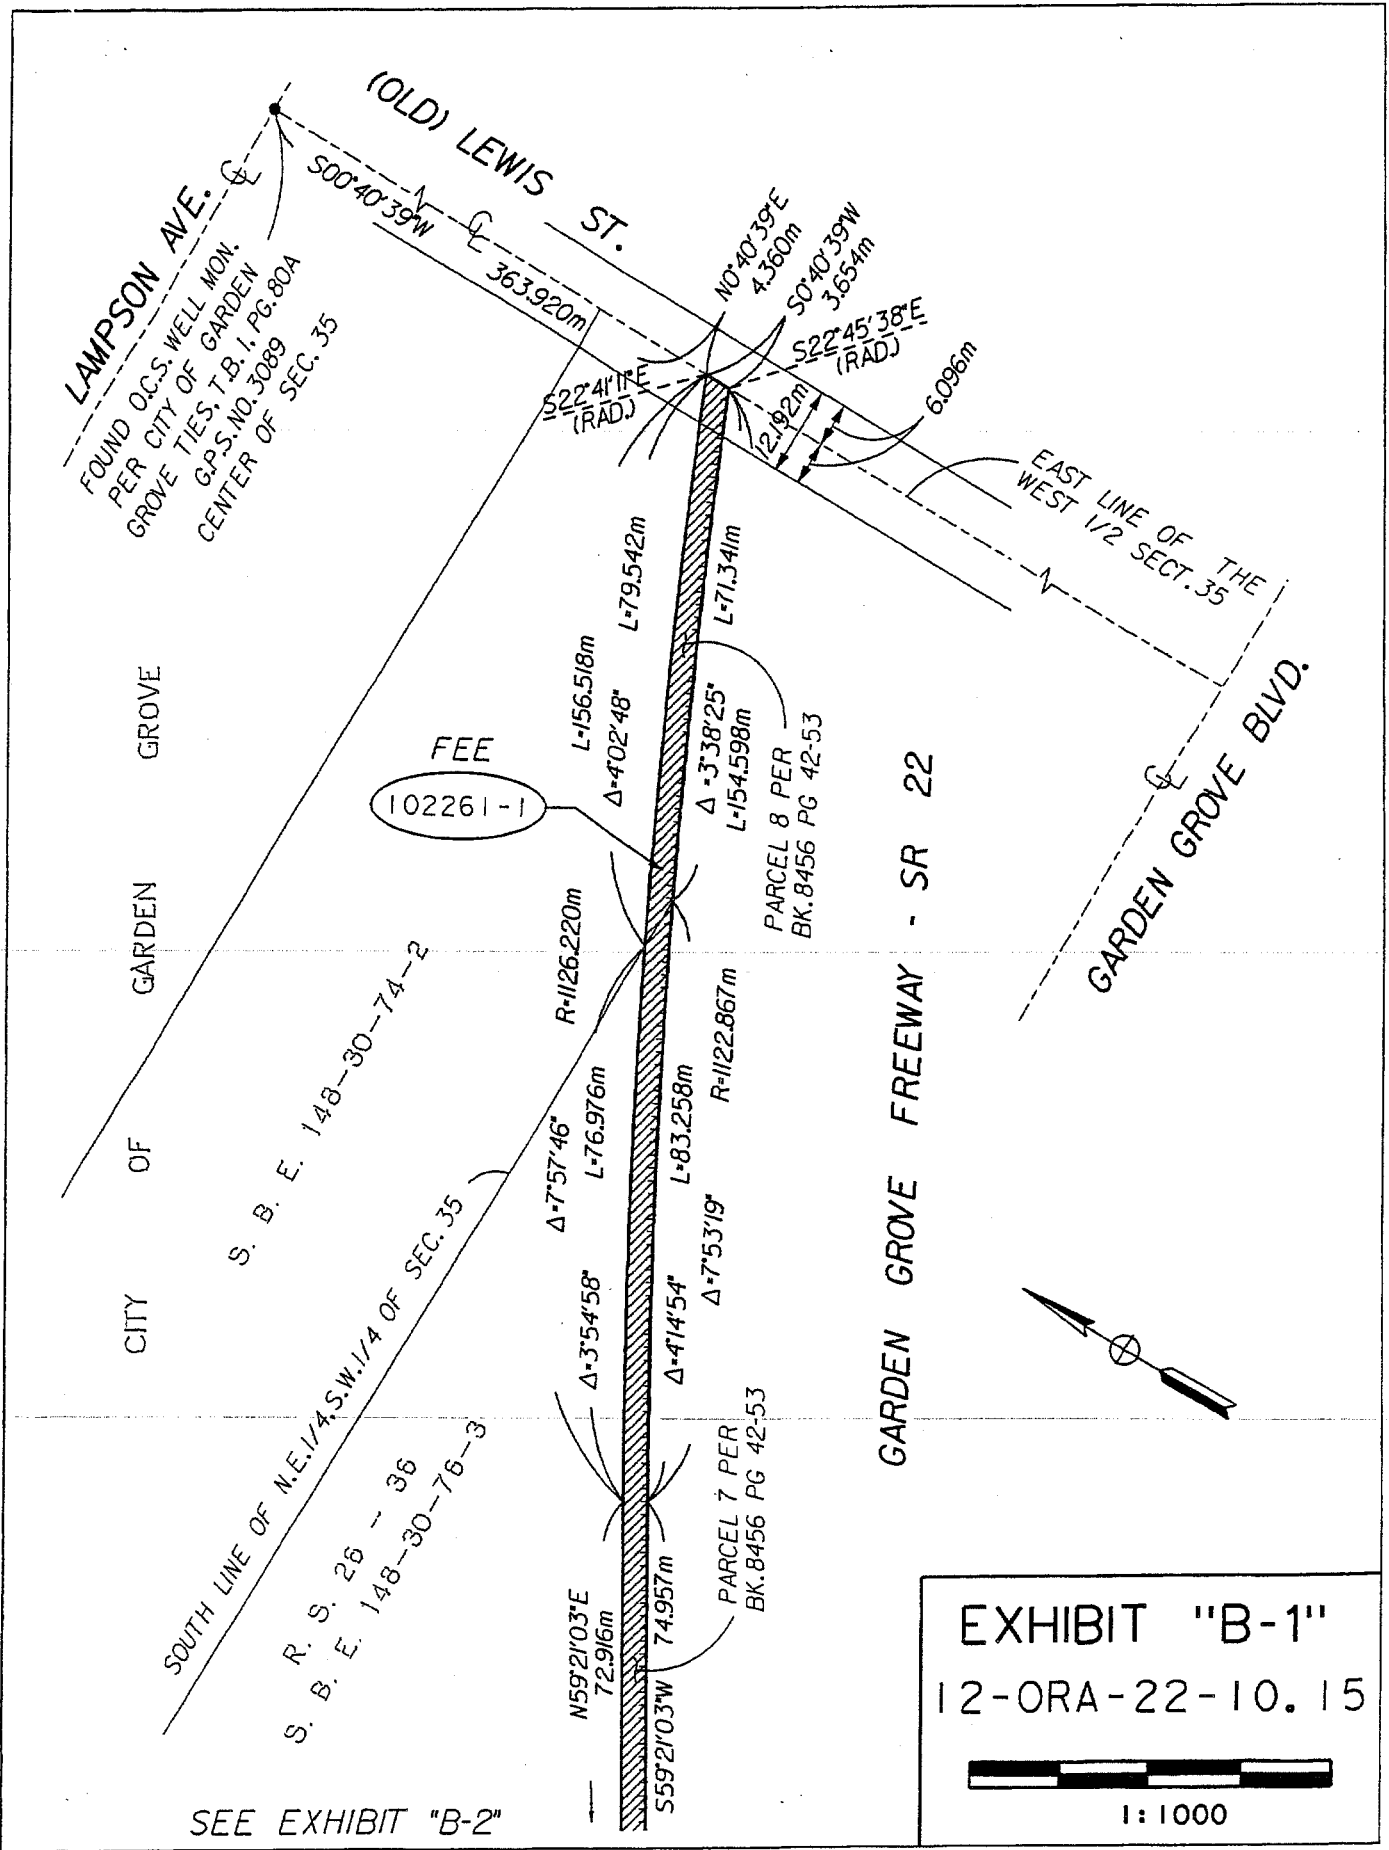 (OLD) LEWIS ST.
LAMPSON AVE.
S00°40'39"W
363.920m
FOUND O.C.S. WELL MON.
PER CITY OF GARDEN
GROVE TIES, T.B. 1, PG. 80A
G.P.S. NO. 3089
CENTER OF SEC. 35
N0°40'39"E
4.360m
S0°40'39"W
3.654m
S22°45'38"E
(RAD.)
S22°41'11"E
(RAD.)
12.192m
6.096m
EAST LINE OF THE
WEST 1/2 SECT. 35
GARDEN GROVE BLVD.
L=79.542m
L=71.341m
L=156.518m
Δ=4°02'48"
Δ=3°38'25"
L=154.598m
PARCEL 8 PER
BK. 8456 PG 42-53
FEE
102261-1
CITY OF GARDEN GROVE
S. B. E. 148-30-74-2
R=1126.220m
R=1122.867m
GARDEN GROVE FREEWAY - SR 22
L=76.976m
L=83.258m
Δ=7°57'46"
Δ=7°53'19"
Δ=3°54'58"
Δ=4°14'54"
SOUTH LINE OF N.E. 1/4, S.W. 1/4 OF SEC. 35
R. S. 26 - 36
S. B. E. 148-30-76-3
PARCEL 7 PER
BK. 8456 PG 42-53
N59°21'03"E
72.916m
S59°21'03"W 74.957m
SEE EXHIBIT "B-2"
EXHIBIT "B-1"
12-ORA-22-10.15
1:1000